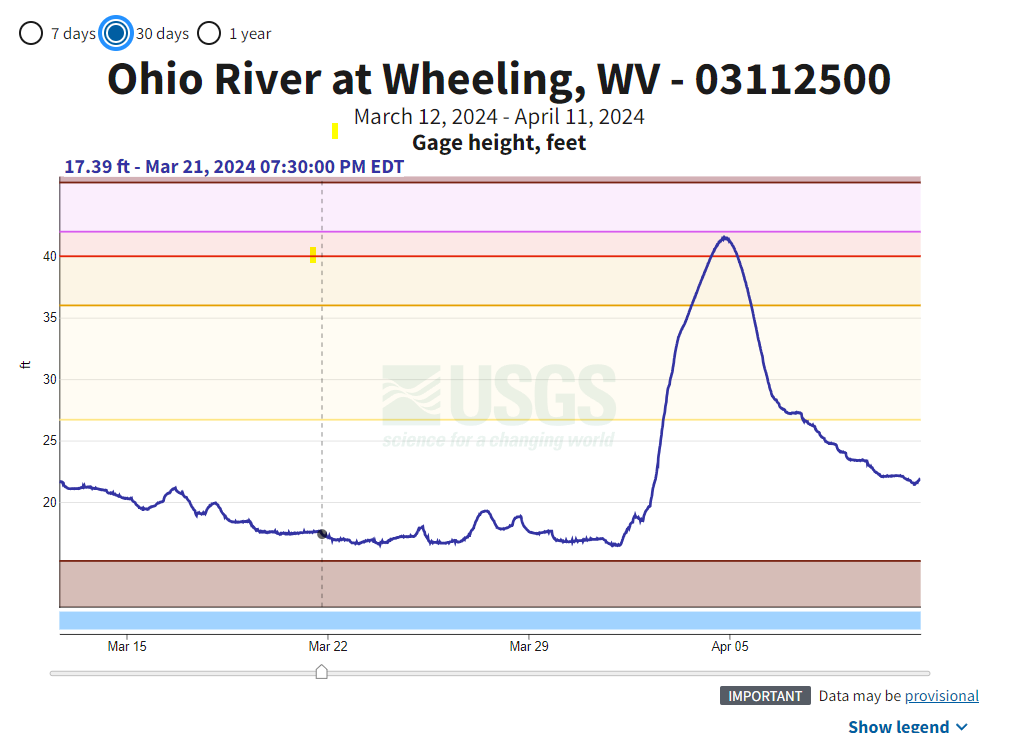 7 days 30 days 1 year
Ohio River at Wheeling, WV - 03112500
March 12, 2024 - April 11, 2024
Gage height, feet
17.39 ft - Mar 21, 2024 07:30:00 PM EDT
40
35
ft
30
USGS
25
science for a changing world
20
Mar 15 Mar 22 Mar 29 Apr 05
IMPORTANT Data may be provisional
Show legend